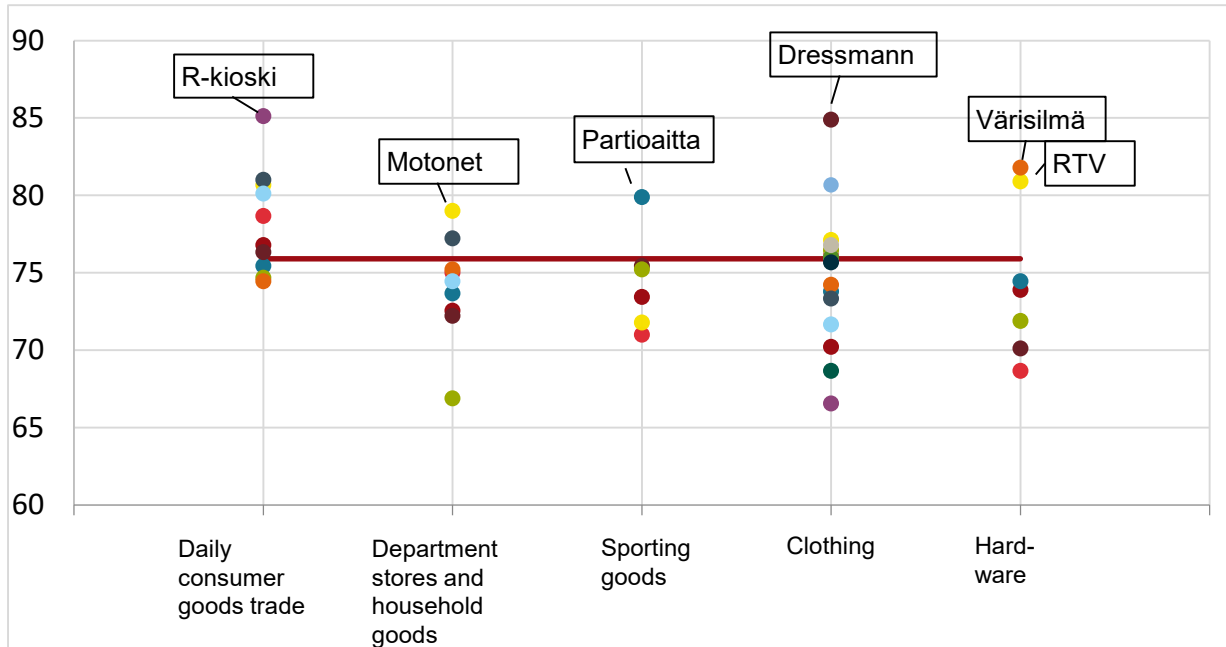 90
85
80
75
70
65
60
R-kioski
Motonet
Partioaitta
Dressmann
Värisilmä
RTV
Daily
consumer
goods trade
Department
stores and
household
goods
Sporting
goods
Clothing
Hard-
ware